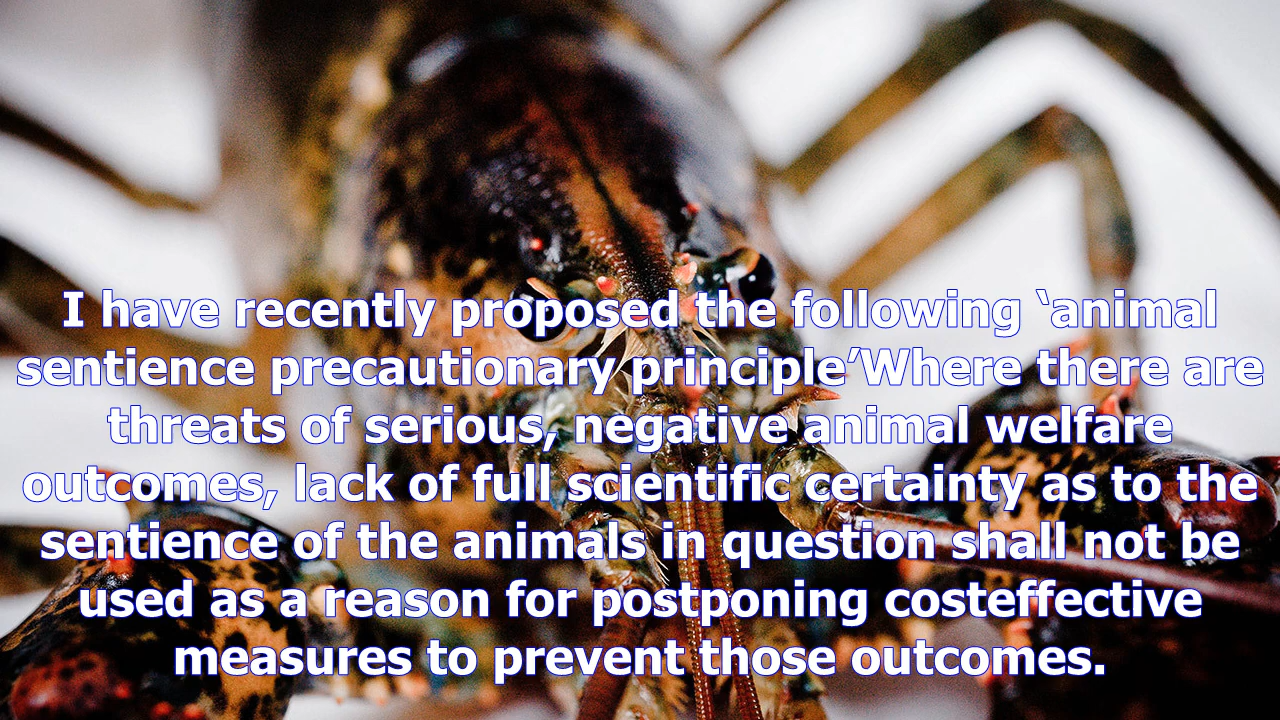 I have recently proposed the following ‘animal
sentience precautionary principle’Where there are
threats of serious, negative animal welfare
outcomes, lack of full scientific certainty as to the
sentience of the animals in question shall not be
used as a reason for postponing costeffective
measures to prevent those outcomes.